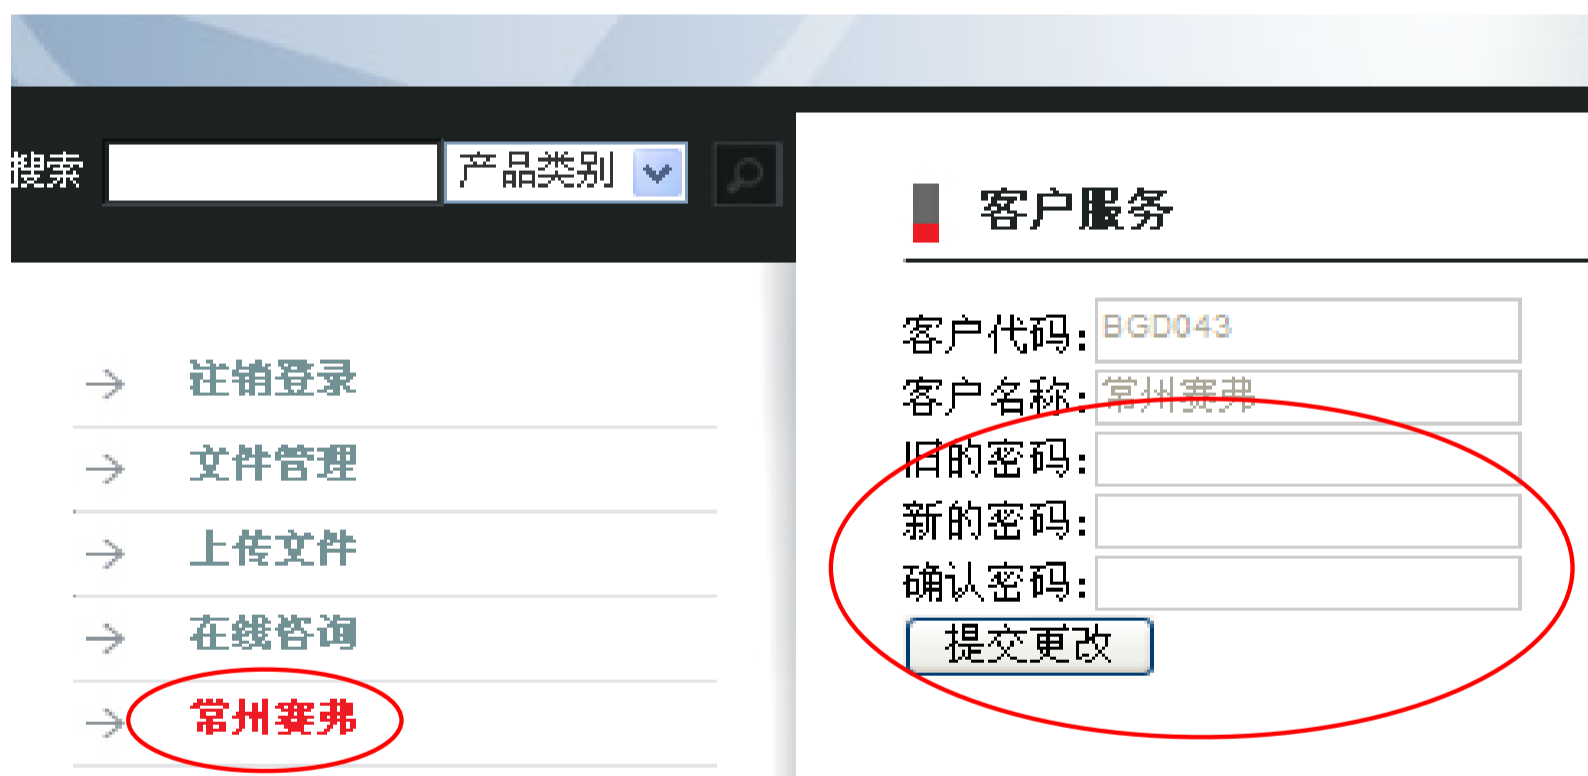 搜索
产品类别
注销登录
文件管理
上传文件
在线咨询
常州赛弗
客户服务
客户代码: BGD043
客户名称: 常州赛弗
旧的密码:
新的密码:
确认密码:
提交更改